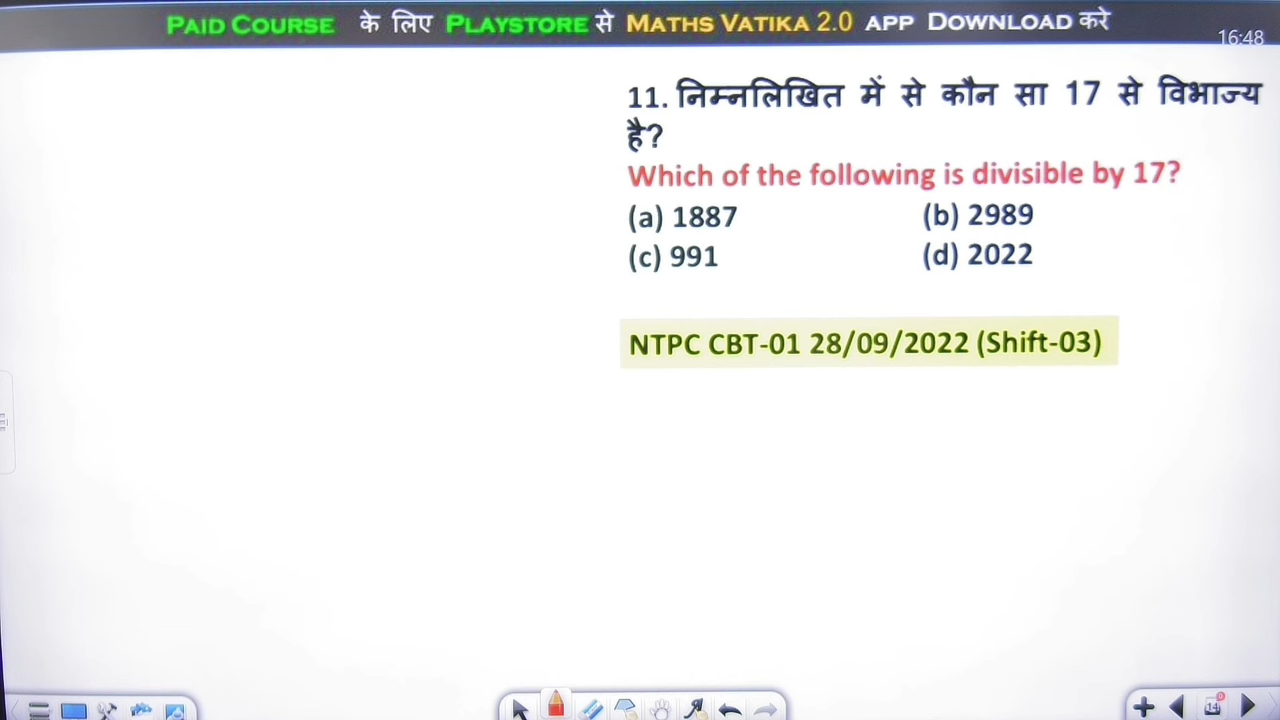 PAID COURSE के लिए PLAYSTORE से MATHS VATIKA 2.0 APP DOWNLOAD करे
16:48
11. निम्नलिखित में से कौन सा 17 से विभाज्य
है?
Which of the following is divisible by 17?
(a) 1887 (b) 2989
(c) 991 (d) 2022
NTPC CBT-01 28/09/2022 (Shift-03)
14